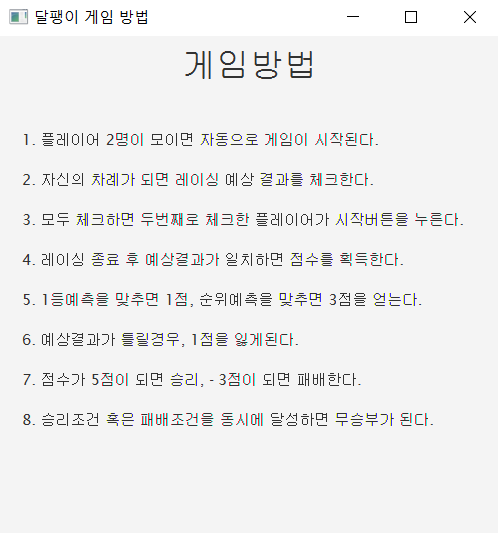 달팽이 게임 방법
게임방법
1. 플레이어 2명이 모이면 자동으로 게임이 시작된다.
2. 자신의 차례가 되면 레이싱 예상 결과를 체크한다.
3. 모두 체크하면 두번째로 체크한 플레이어가 시작버튼을 누른다.
4. 레이싱 종료 후 예상결과가 일치하면 점수를 획득한다.
5. 1등예측을 맞추면 1점, 순위예측을 맞추면 3점을 얻는다.
6. 예상결과가 틀릴경우, 1점을 잃게된다.
7. 점수가 5점이 되면 승리, - 3점이 되면 패배한다.
8. 승리조건 혹은 패배조건을 동시에 달성하면 무승부가 된다.